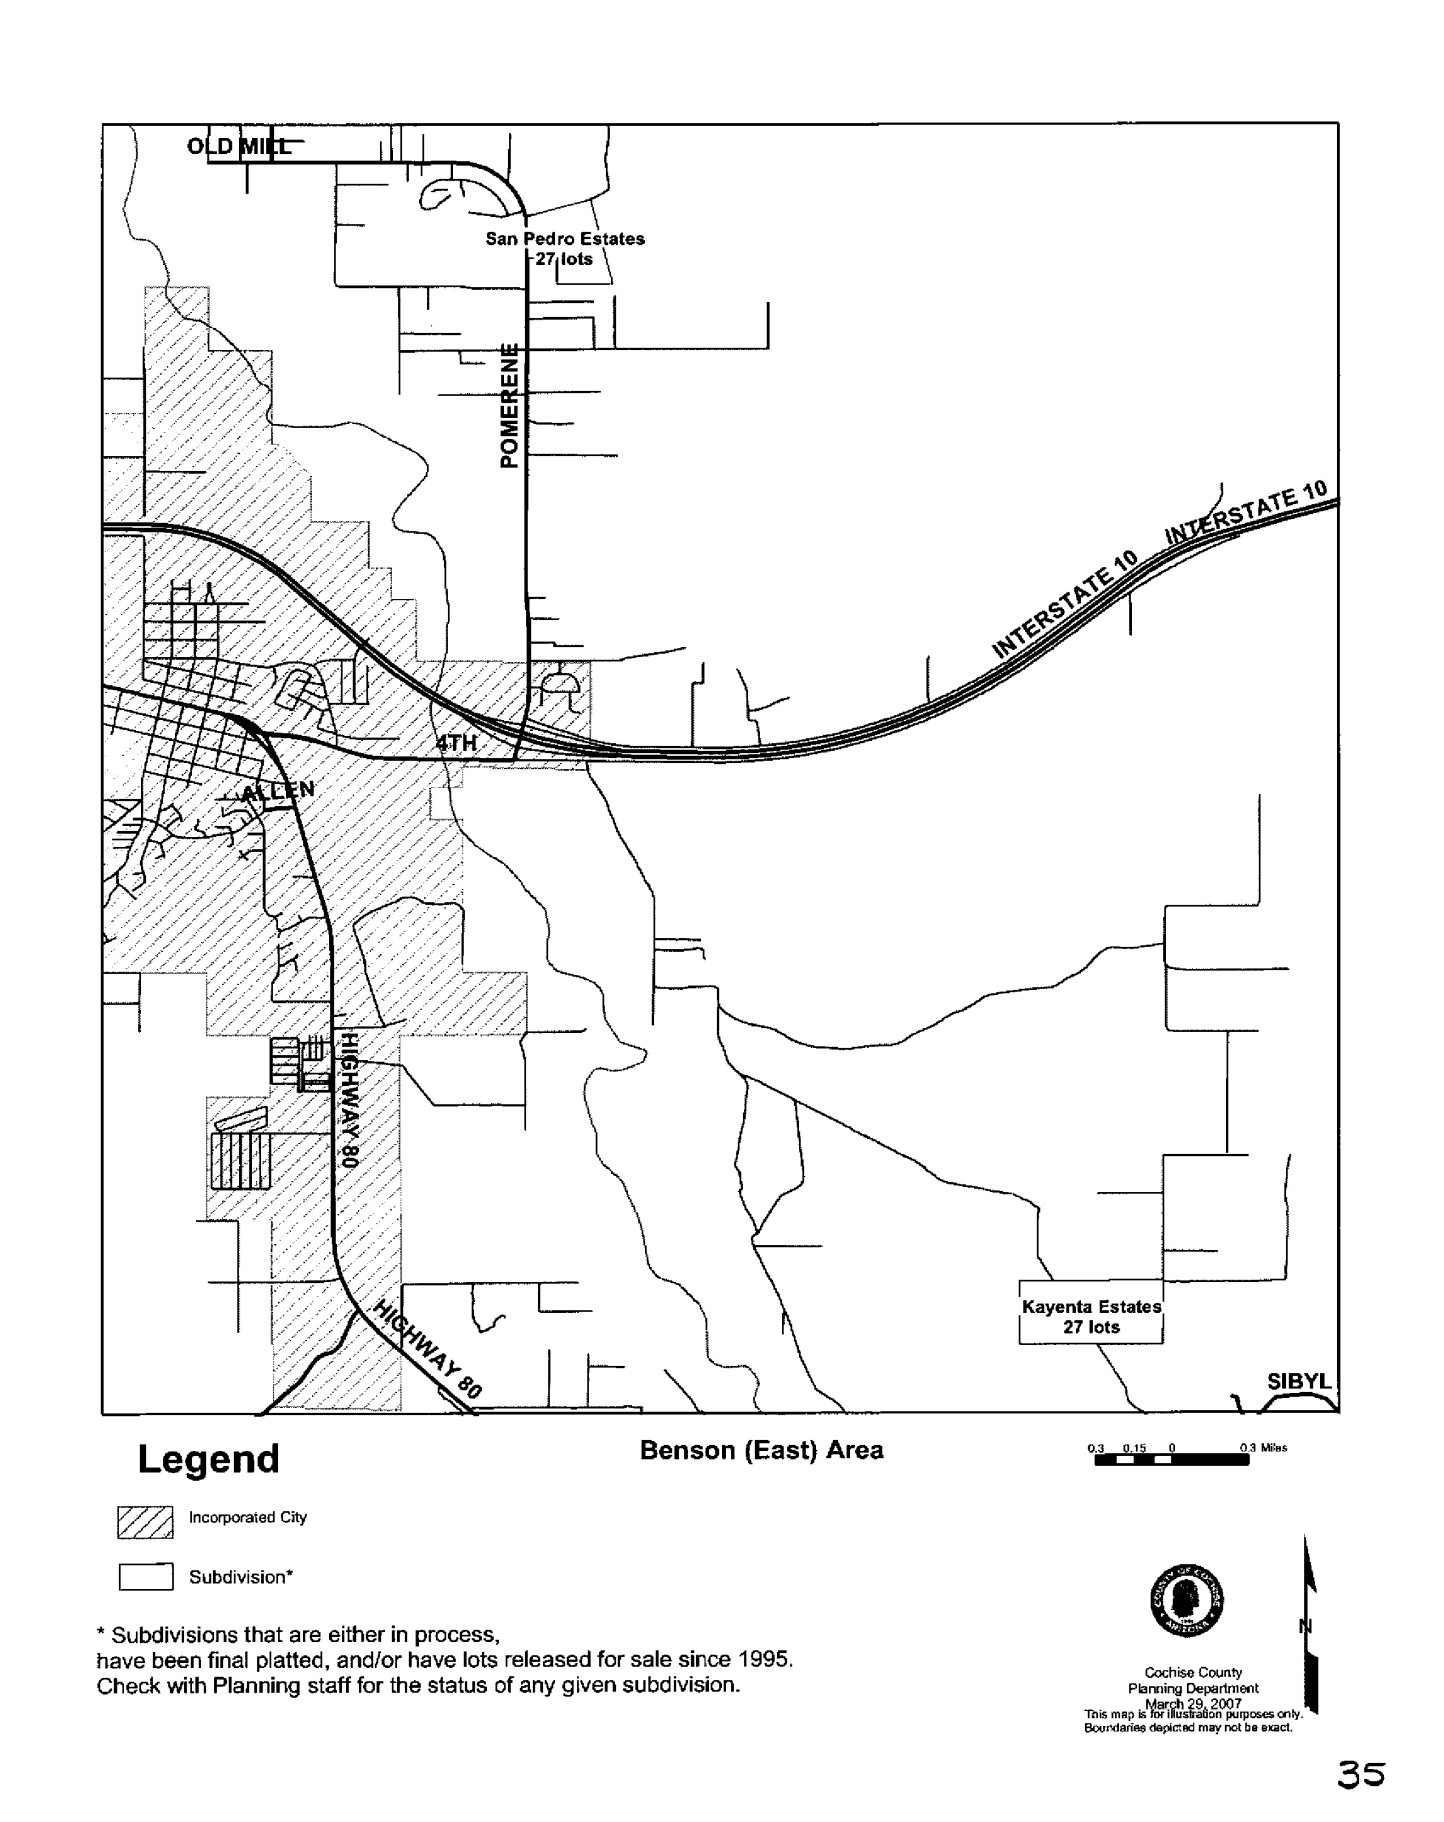 OLD MILL
San Pedro Estates
27 lots
POMERENE
INTERSTATE 10
INTERSTATE 10
4TH
ALLEN
HIGHWAY 80
HIGHWAY 80
Kayenta Estates
27 lots
SIBYL
Legend
Benson (East) Area
0.3 0.15 0 0.3 Miles
Incorporated City
Subdivision*
* Subdivisions that are either in process,
have been final platted, and/or have lots released for sale since 1995.
Check with Planning staff for the status of any given subdivision.
COUNTY OF COCHISE
ARIZONA
N
Cochise County
Planning Department
March 29, 2007
This map is for illustration purposes only.
Boundaries depicted may not be exact.
35